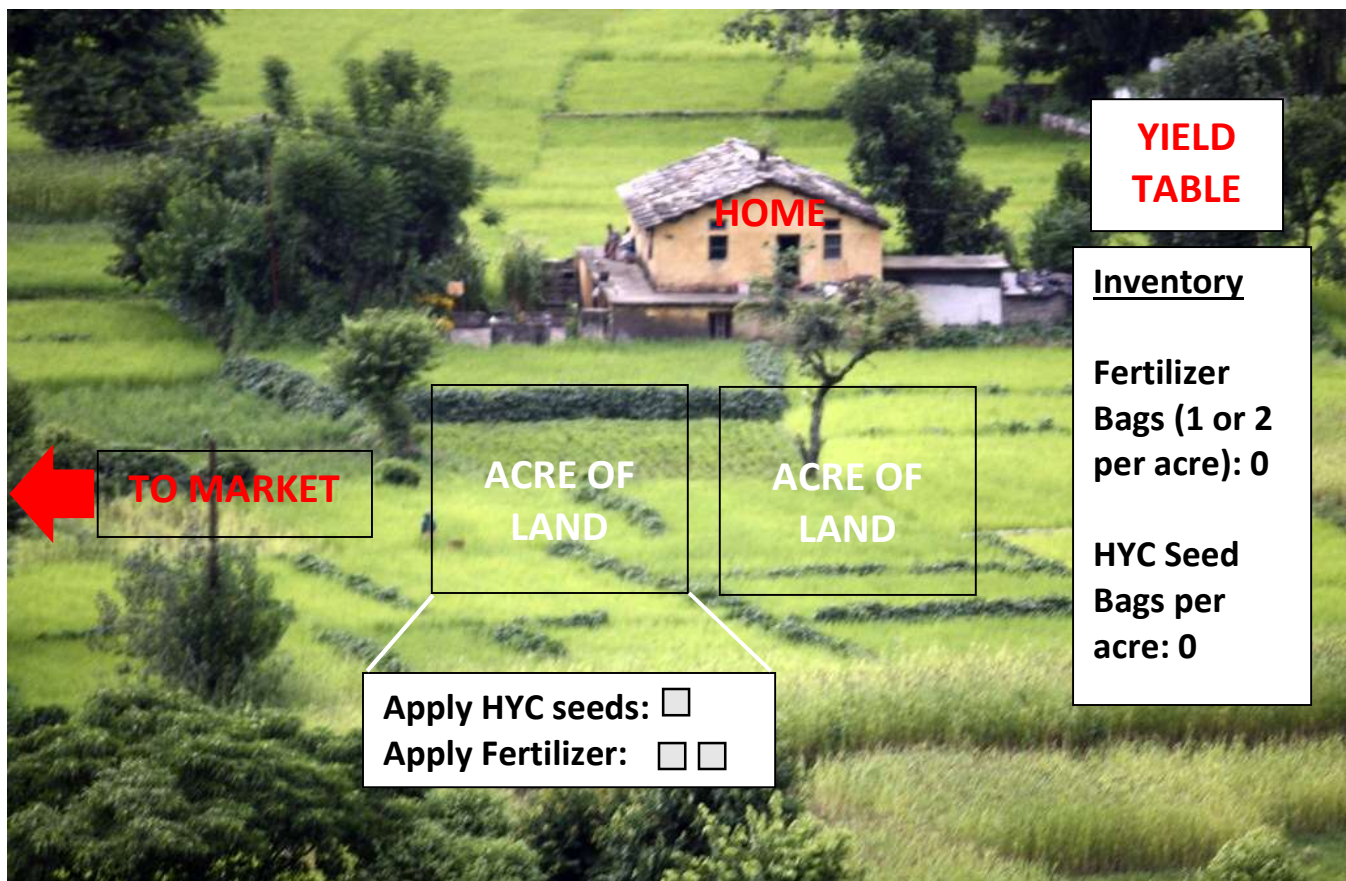 YIELD
TABLE
HOME
Inventory
Fertilizer
Bags (1 or 2
per acre): 0
HYC Seed
Bags per
acre: 0
TO MARKET
ACRE OF
LAND
ACRE OF
LAND
Apply HYC seeds:
Apply Fertilizer: